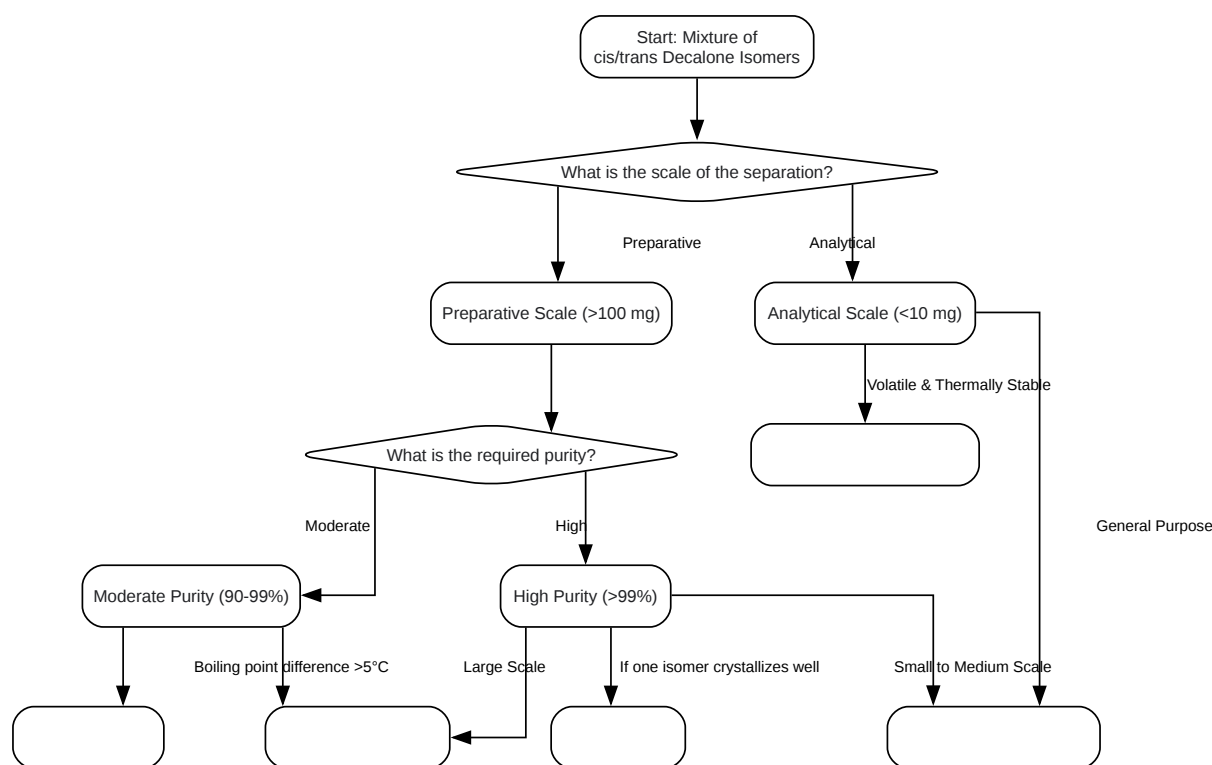 Start: Mixture of
cis/trans Decalone Isomers
What is the scale of the separation?
Preparative
Analytical
Preparative Scale (>100 mg)
Analytical Scale (<10 mg)
Volatile & Thermally Stable
What is the required purity?
Moderate
High
General Purpose
Moderate Purity (90-99%)
High Purity (>99%)
Boiling point difference >5°C
Large Scale
If one isomer crystallizes well
Small to Medium Scale